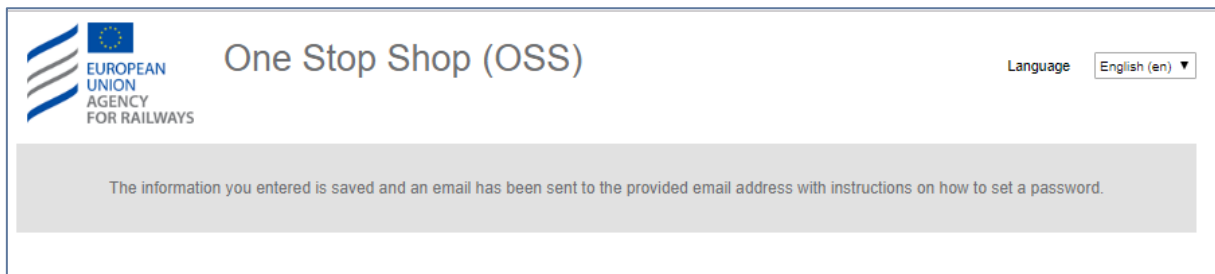 EUROPEAN
UNION
AGENCY
FOR RAILWAYS
One Stop Shop (OSS)
Language English (en)
The information you entered is saved and an email has been sent to the provided email address with instructions on how to set a password.